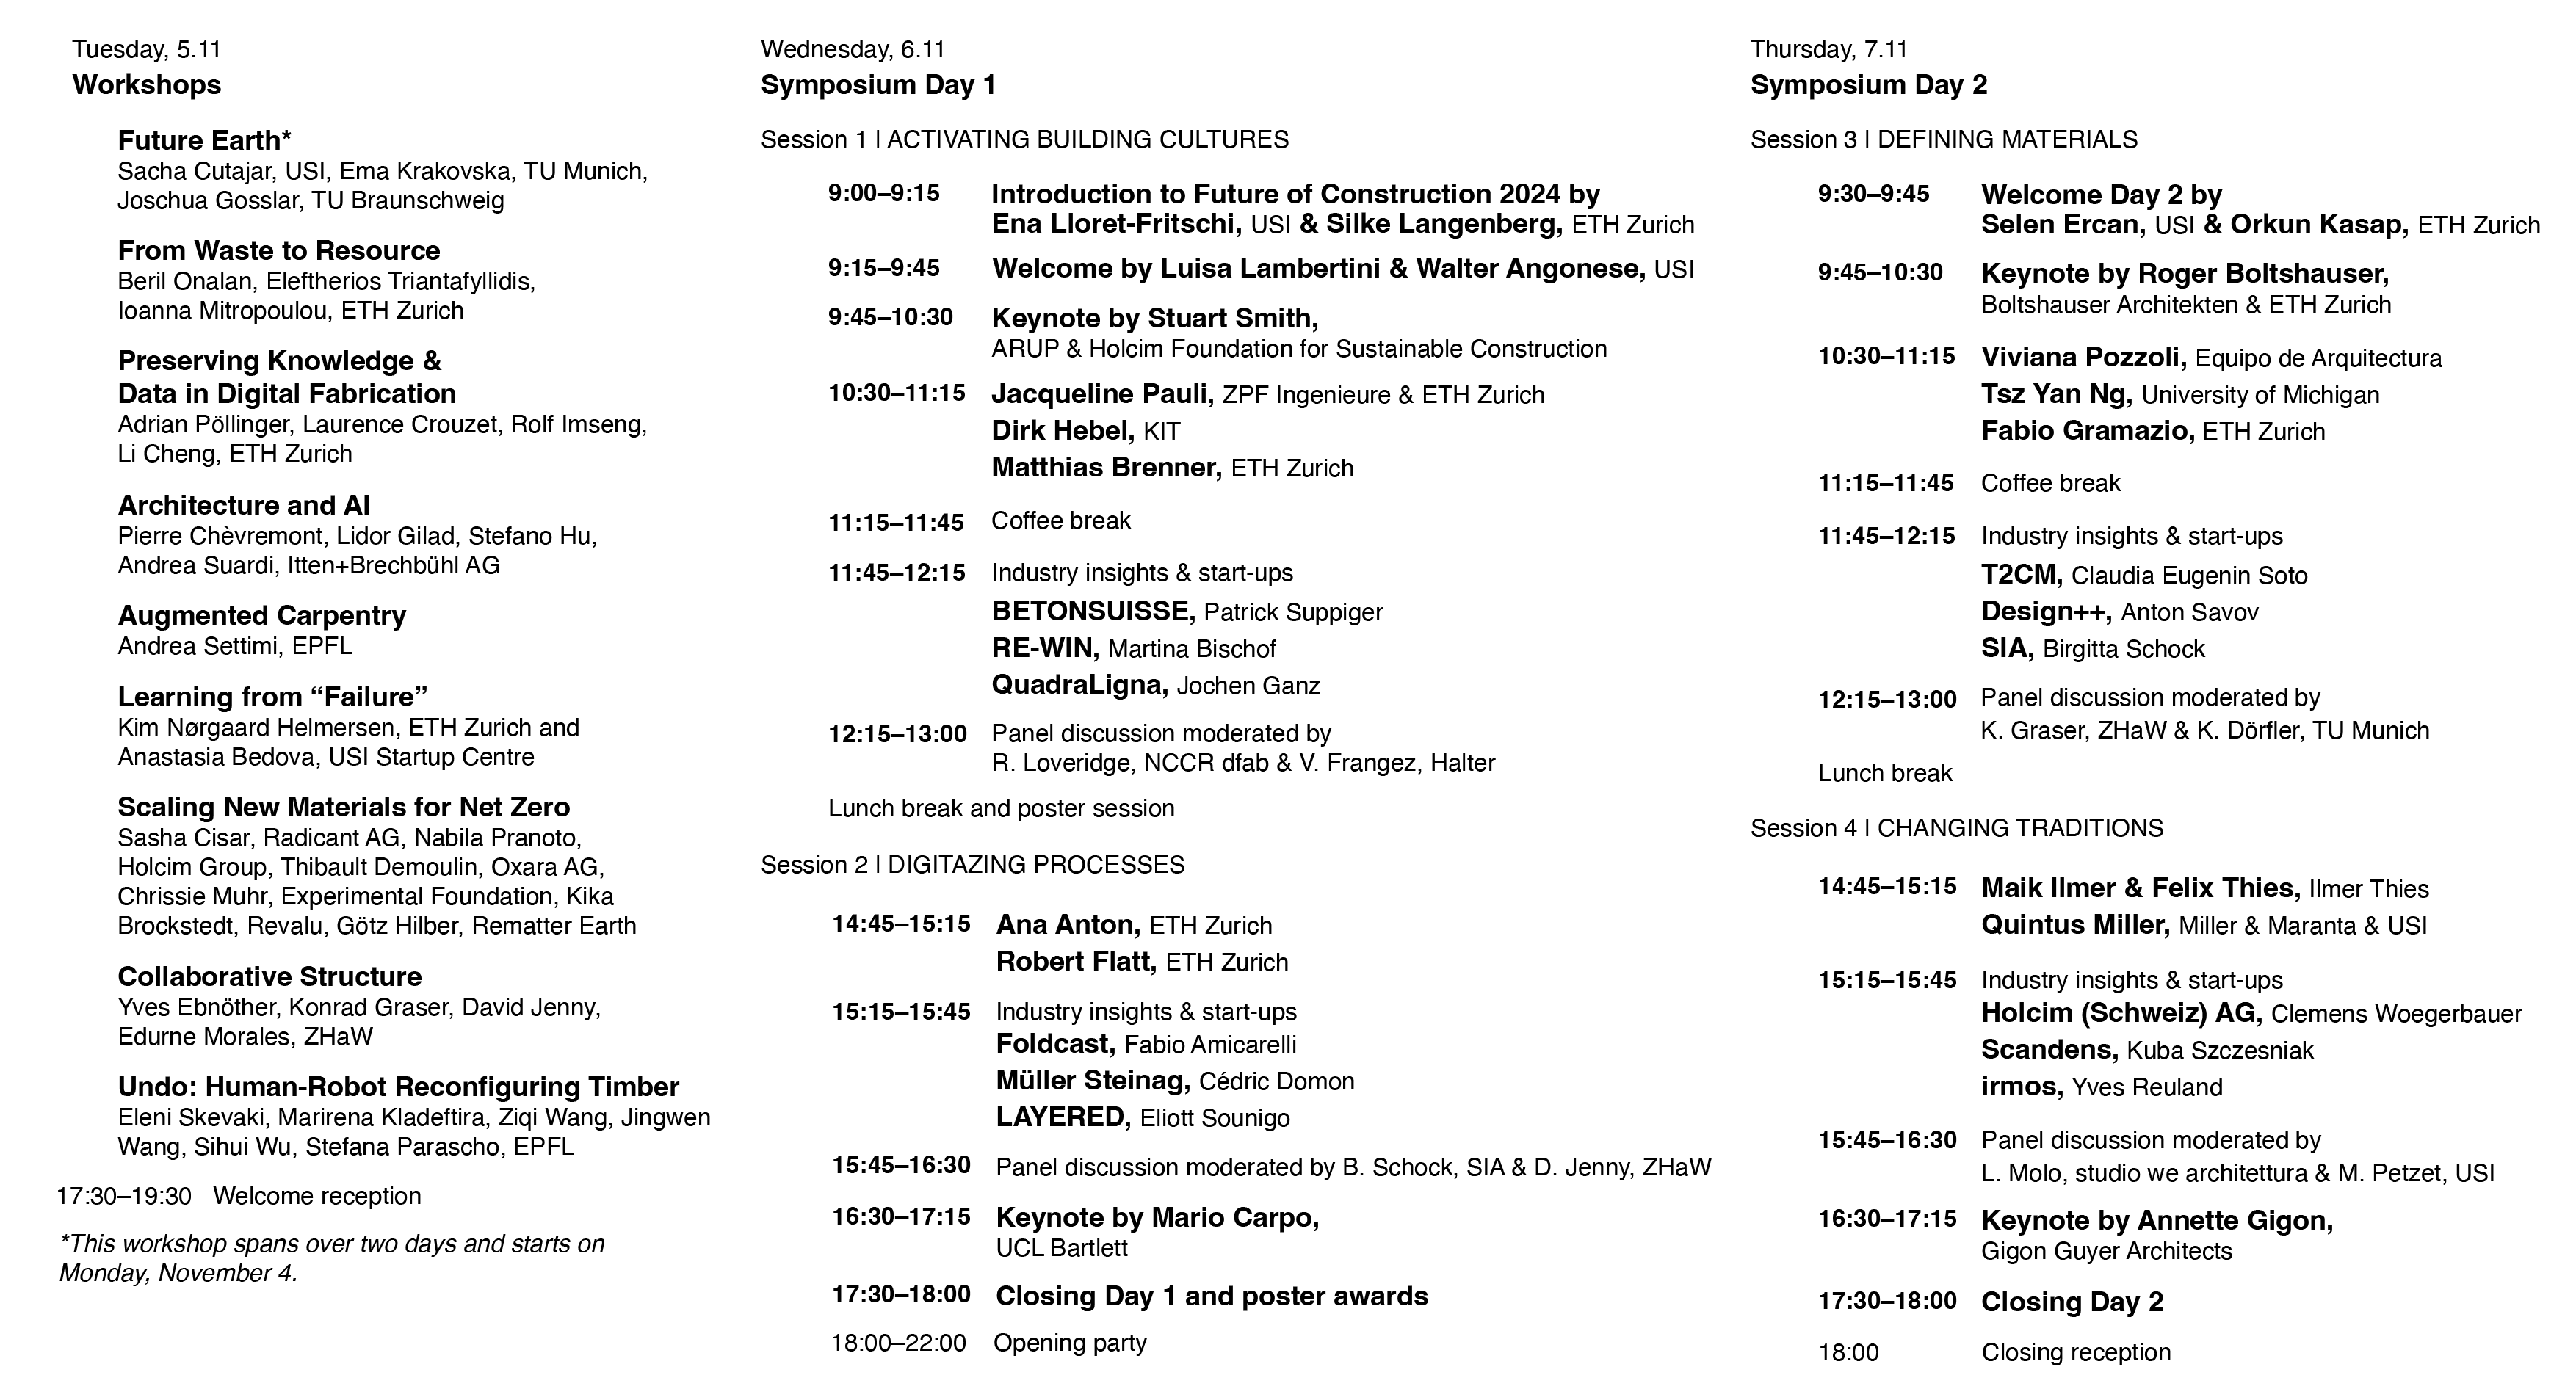 Tuesday, 5.11
Workshops
Future Earth*
Sacha Cutajar, USI, Ema Krakovska, TU Munich,
Joschua Gosslar, TU Braunschweig
From Waste to Resource
Beril Onalan, Eleftherios Triantafyllidis,
Ioanna Mitropoulou, ETH Zurich
Preserving Knowledge &
Data in Digital Fabrication
Adrian Pöllinger, Laurence Crouzet, Rolf Imseng,
Li Cheng, ETH Zurich
Architecture and AI
Pierre Chèvremont, Lidor Gilad, Stefano Hu,
Andrea Suardi, Itten+Brechbühl AG
Augmented Carpentry
Andrea Settimi, EPFL
Learning from “Failure”
Kim Nørgaard Helmersen, ETH Zurich and
Anastasia Bedova, USI Startup Centre
Scaling New Materials for Net Zero
Sasha Cisar, Radicant AG, Nabila Pranoto,
Holcim Group, Thibault Demoulin, Oxara AG,
Chrissie Muhr, Experimental Foundation, Kika
Brockstedt, Revalu, Götz Hilber, Rematter Earth
Collaborative Structure
Yves Ebnöther, Konrad Graser, David Jenny,
Edurne Morales, ZHaW
Undo: Human-Robot Reconfiguring Timber
Eleni Skevaki, Marirena Kladeftira, Ziqi Wang, Jingwen
Wang, Sihui Wu, Stefana Parascho, EPFL
17:30–19:30 Welcome reception
*This workshop spans over two days and starts on
Monday, November 4.
Wednesday, 6.11
Symposium Day 1
Session 1 | ACTIVATING BUILDING CULTURES
9:00–9:15 Introduction to Future of Construction 2024 by
Ena Lloret-Fritschi, USI & Silke Langenberg, ETH Zurich
9:15–9:45 Welcome by Luisa Lambertini & Walter Angonese, USI
9:45–10:30 Keynote by Stuart Smith,
ARUP & Holcim Foundation for Sustainable Construction
10:30–11:15 Jacqueline Pauli, ZPF Ingenieure & ETH Zurich
Dirk Hebel, KIT
Matthias Brenner, ETH Zurich
11:15–11:45 Coffee break
11:45–12:15 Industry insights & start-ups
BETONSUISSE, Patrick Suppiger
RE-WIN, Martina Bischof
QuadraLigna, Jochen Ganz
12:15–13:00 Panel discussion moderated by
R. Loveridge, NCCR dfab & V. Frangez, Halter
Lunch break and poster session
Session 2 | DIGITAZING PROCESSES
14:45–15:15 Ana Anton, ETH Zurich
Robert Flatt, ETH Zurich
15:15–15:45 Industry insights & start-ups
Foldcast, Fabio Amicarelli
Müller Steinag, Cédric Domon
LAYERED, Eliott Sounigo
15:45–16:30 Panel discussion moderated by B. Schock, SIA & D. Jenny, ZHaW
16:30–17:15 Keynote by Mario Carpo,
UCL Bartlett
17:30–18:00 Closing Day 1 and poster awards
18:00–22:00 Opening party
Thursday, 7.11
Symposium Day 2
Session 3 | DEFINING MATERIALS
9:30–9:45 Welcome Day 2 by
Selen Ercan, USI & Orkun Kasap, ETH Zurich
9:45–10:30 Keynote by Roger Boltshauser,
Boltshauser Architekten & ETH Zurich
10:30–11:15 Viviana Pozzoli, Equipo de Arquitectura
Tsz Yan Ng, University of Michigan
Fabio Gramazio, ETH Zurich
11:15–11:45 Coffee break
11:45–12:15 Industry insights & start-ups
T2CM, Claudia Eugenin Soto
Design++, Anton Savov
SIA, Birgitta Schock
12:15–13:00 Panel discussion moderated by
K. Graser, ZHaW & K. Dörfler, TU Munich
Lunch break
Session 4 | CHANGING TRADITIONS
14:45–15:15 Maik Ilmer & Felix Thies, Ilmer Thies
Quintus Miller, Miller & Maranta & USI
15:15–15:45 Industry insights & start-ups
Holcim (Schweiz) AG, Clemens Woegerbauer
Scandens, Kuba Szczesniak
irmos, Yves Reuland
15:45–16:30 Panel discussion moderated by
L. Molo, studio we architettura & M. Petzet, USI
16:30–17:15 Keynote by Annette Gigon,
Gigon Guyer Architects
17:30–18:00 Closing Day 2
18:00 Closing reception